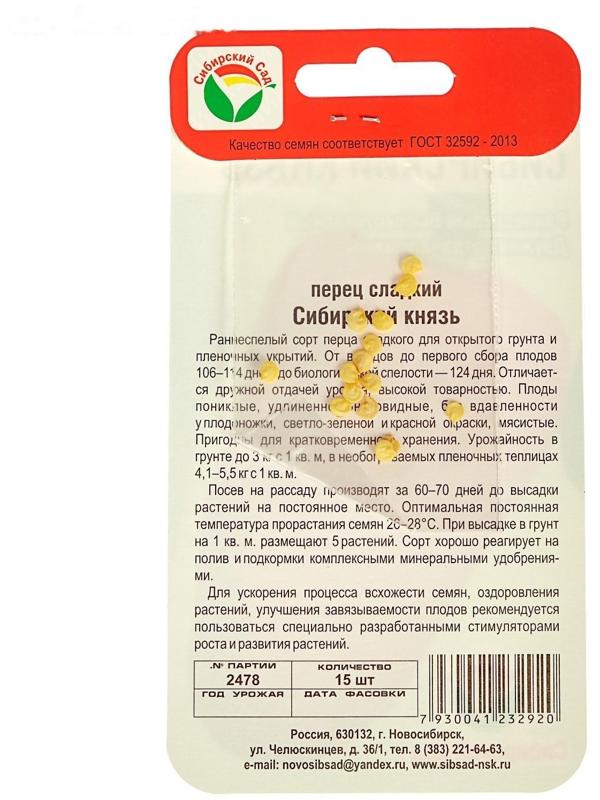 Сибирский Сад
Качество семян соответствует ГОСТ 32592 - 2013
перец сладкий
Сибирский князь
Раннеспелый сорт перца сладкого для открытого грунта и
пленочных укрытий. От всходов до первого сбора плодов
106–114 дней, до биологической спелости — 124 дня. Отличает-
ся дружной отдачей урожая, высокой товарностью. Плоды
пониклые, удлиненно-конусовидные, без вдавленности
у плодоножки, светло-зеленой и красной окраски, мясистые.
Пригодны для кратковременного хранения. Урожайность в
грунте до 3 кг с 1 кв. м, в необогреваемых пленочных теплицах
4,1–5,5 кг с 1 кв. м.
Посев на рассаду производят за 60–70 дней до высадки
растений на постоянное место. Оптимальная постоянная
температура прорастания семян 26–28°С. При высадке в грунт
на 1 кв. м. размещают 5 растений. Сорт хорошо реагирует на
полив и подкормки комплексными минеральными удобрения-
ми.
Для ускорения процесса всхожести семян, оздоровления
растений, улучшения завязываемости плодов рекомендуется
пользоваться специально разработанными стимуляторами
роста и развития растений.
№ ПАРТИИ КОЛИЧЕСТВО
2478 15 шт
ГОД УРОЖАЯ ДАТА ФАСОВКИ
7 930041 232920
Россия, 630132, г. Новосибирск,
ул. Челюскинцев, д. 36/1, тел. 8 (383) 221-64-63,
e-mail: novosibsad@yandex.ru, www.sibsad-nsk.ru